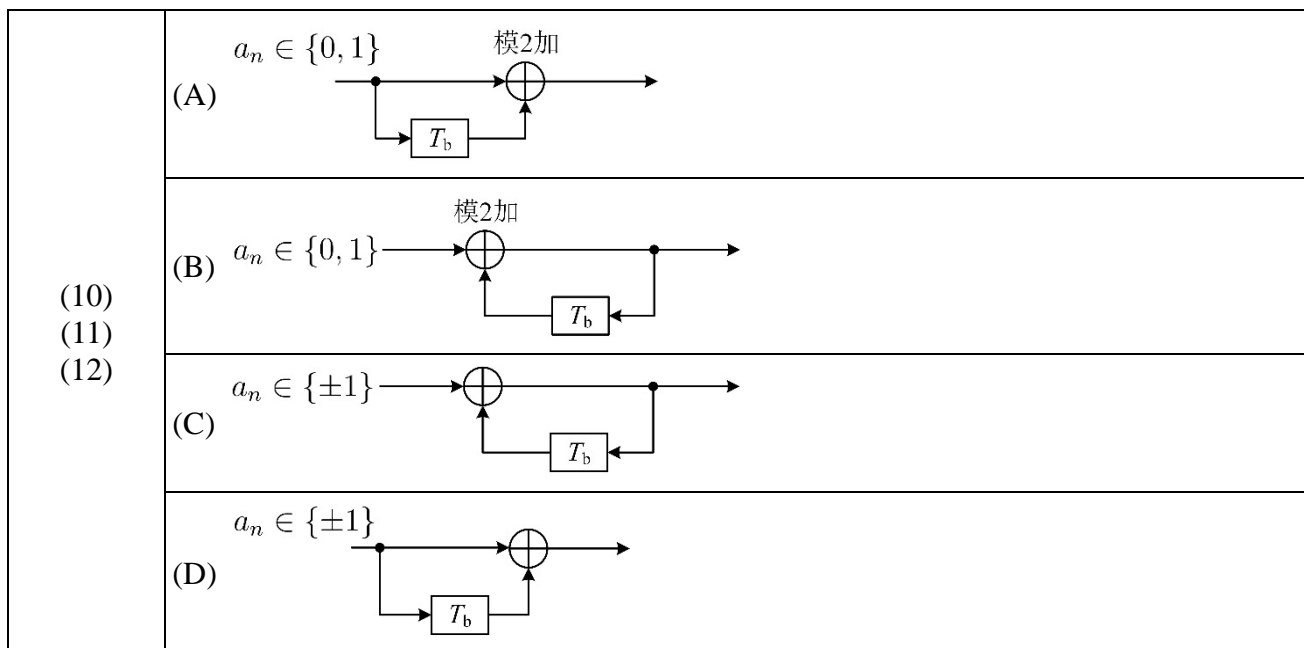 (10)
(11)
(12)
(A) a_n ∈ {0, 1} 模2加
T_b
(B) a_n ∈ {0, 1} 模2加
T_b
(C) a_n ∈ {±1}
T_b
(D) a_n ∈ {±1}
T_b